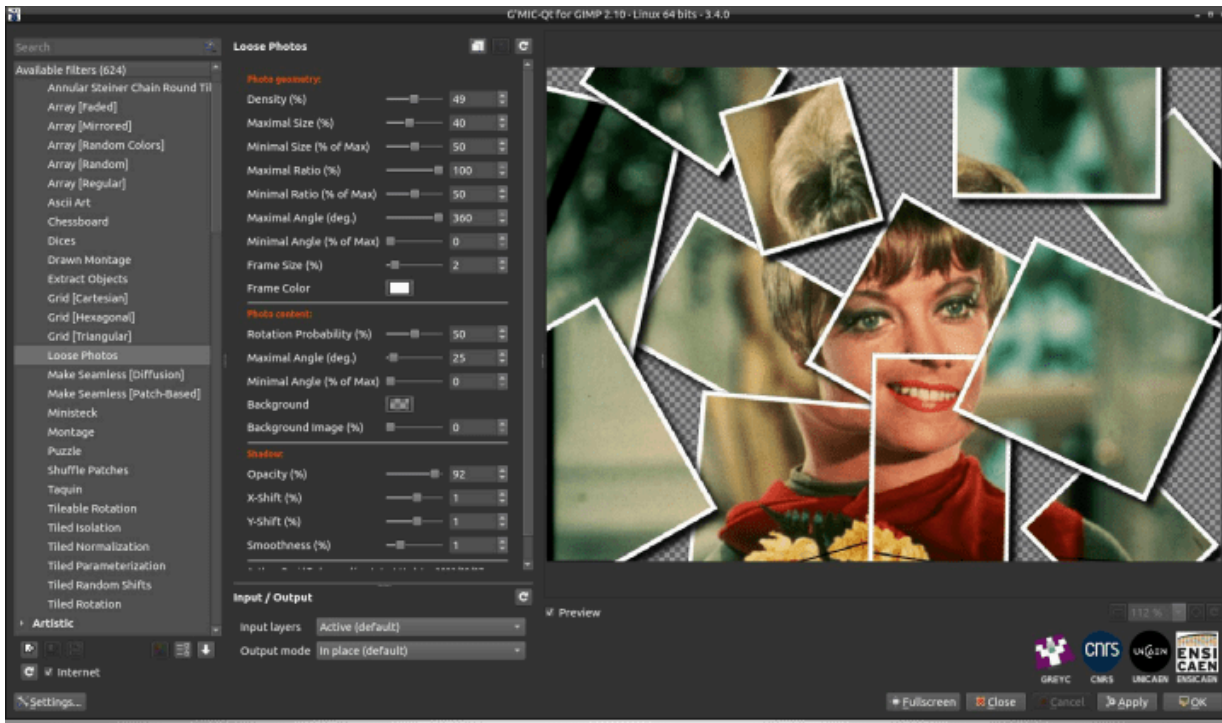 G'MIC-Qt for GIMP 2.10 - Linux 64 bits - 3.4.0
Search
Available filters (624)
Annular Steiner Chain Round Til
Array [Faded]
Array [Mirrored]
Array [Random Colors]
Array [Random]
Array [Regular]
Ascii Art
Chessboard
Dices
Drawn Montage
Extract Objects
Grid [Cartesian]
Grid [Hexagonal]
Grid [Triangular]
Loose Photos
Make Seamless [Diffusion]
Make Seamless [Patch-Based]
Ministeck
Montage
Puzzle
Shuffle Patches
Taquin
Tileable Rotation
Tiled Isolation
Tiled Normalization
Tiled Parameterization
Tiled Random Shifts
Tiled Rotation
Artistic
Internet
Settings...
Loose Photos
Photo geometry:
Density (%) 49
Maximal Size (%) 40
Minimal Size (% of Max) 50
Maximal Ratio (%) 100
Minimal Ratio (% of Max) 50
Maximal Angle (deg.) 360
Minimal Angle (% of Max) 0
Frame Size (%) 2
Frame Color
Photo content:
Rotation Probability (%) 50
Maximal Angle (deg.) 25
Minimal Angle (% of Max) 0
Background
Background Image (%) 0
Shadow:
Opacity (%) 92
X-Shift (%) 1
Y-Shift (%) 1
Smoothness (%) 1
Input / Output
Input layers Active (default)
Output mode In place (default)
Preview
112 %
cnrs UNICAEN ENSI CAEN
GREYC CNRS UNICAEN ENSICAEN
Fullscreen Close Cancel Apply OK